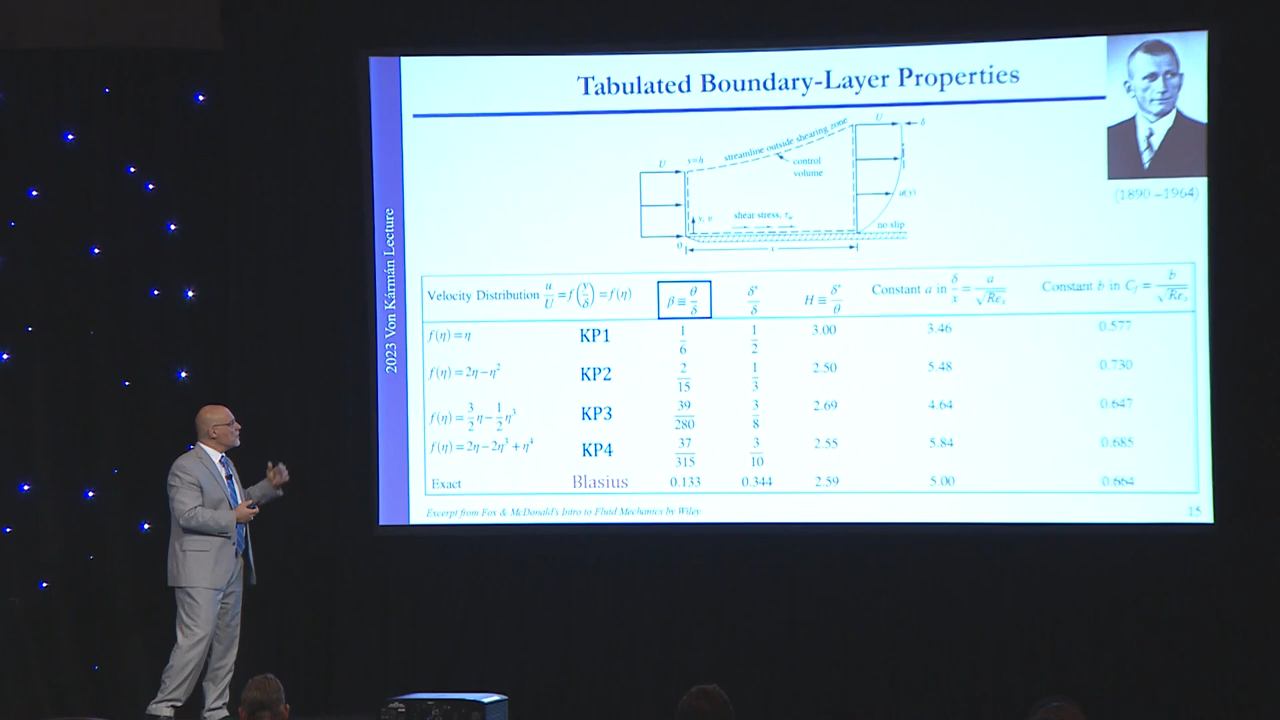 Tabulated Boundary-Layer Properties
2023 Von Kármán Lecture
(1890 –1964)
U
δ
streamline outside shearing zone
U
y=h
control
volume
u(y)
shear stress, τw
no slip
0
x
Velocity Distribution u/U = f(y/δ) = f(η)
β ≡ θ/δ
δ*/δ
H ≡ δ*/θ
Constant a in δ/x = a/√Reₓ
Constant b in Cf = b/√Reₓ
f(η) = η KP1 1/6 1/2 3.00 3.46 0.577
f(η) = 2η − η² KP2 2/15 1/3 2.50 5.48 0.730
f(η) = 3/2 η − 1/2 η³ KP3 39/280 3/8 2.69 4.64 0.647
f(η) = 2η − 2η³ + η⁴ KP4 37/315 3/10 2.55 5.84 0.685
Exact Blasius 0.133 0.344 2.59 5.00 0.664
Excerpt from Fox & McDonald's Intro to Fluid Mechanics by Wiley
15